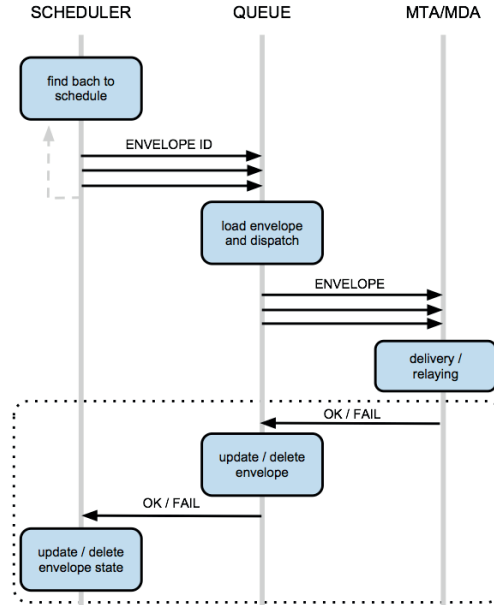 SCHEDULER QUEUE MTA/MDA
find bach to
schedule
ENVELOPE ID
load envelope
and dispatch
ENVELOPE
delivery /
relaying
OK / FAIL
update / delete
envelope
OK / FAIL
update / delete
envelope state